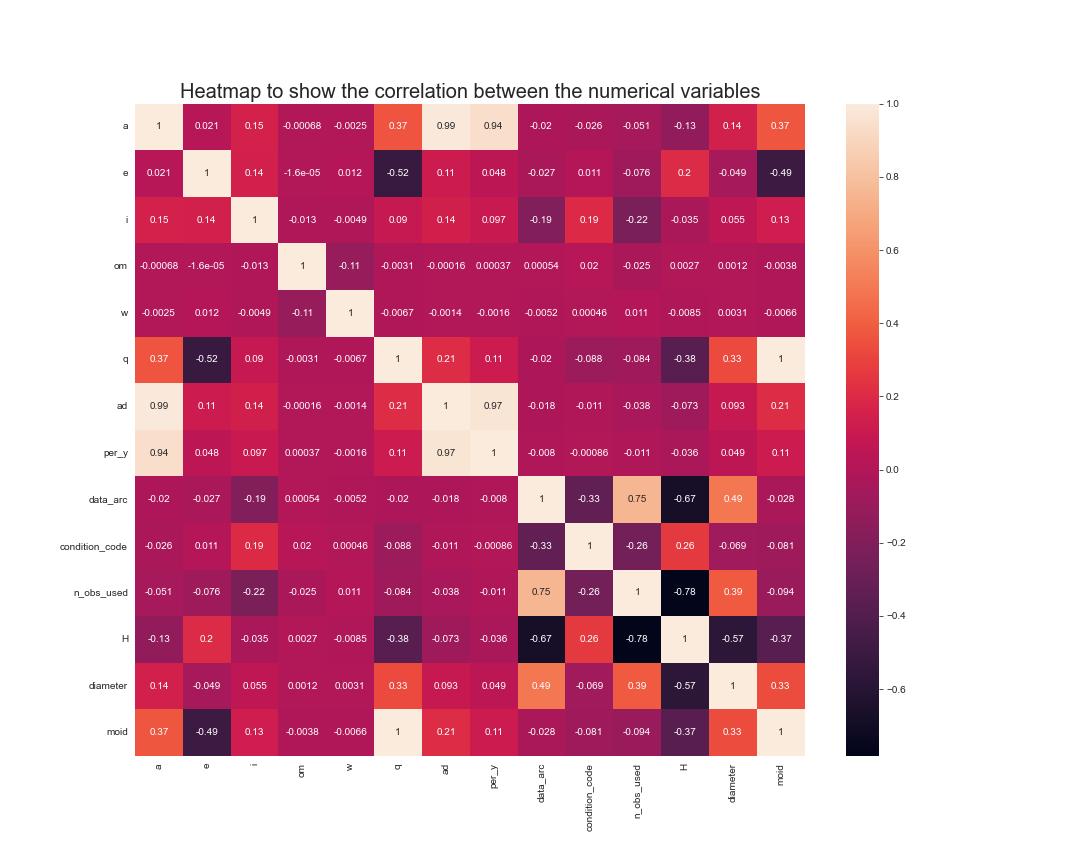 Heatmap to show the correlation between the numerical variables
a 1 0.021 0.15 -0.00068 -0.0025 0.37 0.99 0.94 -0.02 -0.026 -0.051 -0.13 0.14 0.37
e 0.021 1 0.14 -1.6e-05 0.012 -0.52 0.11 0.048 -0.027 0.011 -0.076 0.2 -0.049 -0.49
i 0.15 0.14 1 -0.013 -0.0049 0.09 0.14 0.097 -0.19 0.19 -0.22 -0.035 0.055 0.13
om -0.00068 -1.6e-05 -0.013 1 -0.11 -0.0031 -0.00016 0.00037 0.00054 0.02 -0.025 0.0027 0.0012 -0.0038
w -0.0025 0.012 -0.0049 -0.11 1 -0.0067 -0.0014 -0.0016 -0.0052 0.00046 0.011 -0.0085 0.0031 -0.0066
q 0.37 -0.52 0.09 -0.0031 -0.0067 1 0.21 0.11 -0.02 -0.088 -0.084 -0.38 0.33 1
ad 0.99 0.11 0.14 -0.00016 -0.0014 0.21 1 0.97 -0.018 -0.011 -0.038 -0.073 0.093 0.21
per_y 0.94 0.048 0.097 0.00037 -0.0016 0.11 0.97 1 -0.008 -0.00086 -0.011 -0.036 0.049 0.11
data_arc -0.02 -0.027 -0.19 0.00054 -0.0052 -0.02 -0.018 -0.008 1 -0.33 0.75 -0.67 0.49 -0.028
condition_code -0.026 0.011 0.19 0.02 0.00046 -0.088 -0.011 -0.00086 -0.33 1 -0.26 0.26 -0.069 -0.081
n_obs_used -0.051 -0.076 -0.22 -0.025 0.011 -0.084 -0.038 -0.011 0.75 -0.26 1 -0.78 0.39 -0.094
H -0.13 0.2 -0.035 0.0027 -0.0085 -0.38 -0.073 -0.036 -0.67 0.26 -0.78 1 -0.57 -0.37
diameter 0.14 -0.049 0.055 0.0012 0.0031 0.33 0.093 0.049 0.49 -0.069 0.39 -0.57 1 0.33
moid 0.37 -0.49 0.13 -0.0038 -0.0066 1 0.21 0.11 -0.028 -0.081 -0.094 -0.37 0.33 1
a e i om w q ad per_y data_arc condition_code n_obs_used H diameter moid
1.0
0.8
0.6
0.4
0.2
0.0
−0.2
−0.4
−0.6